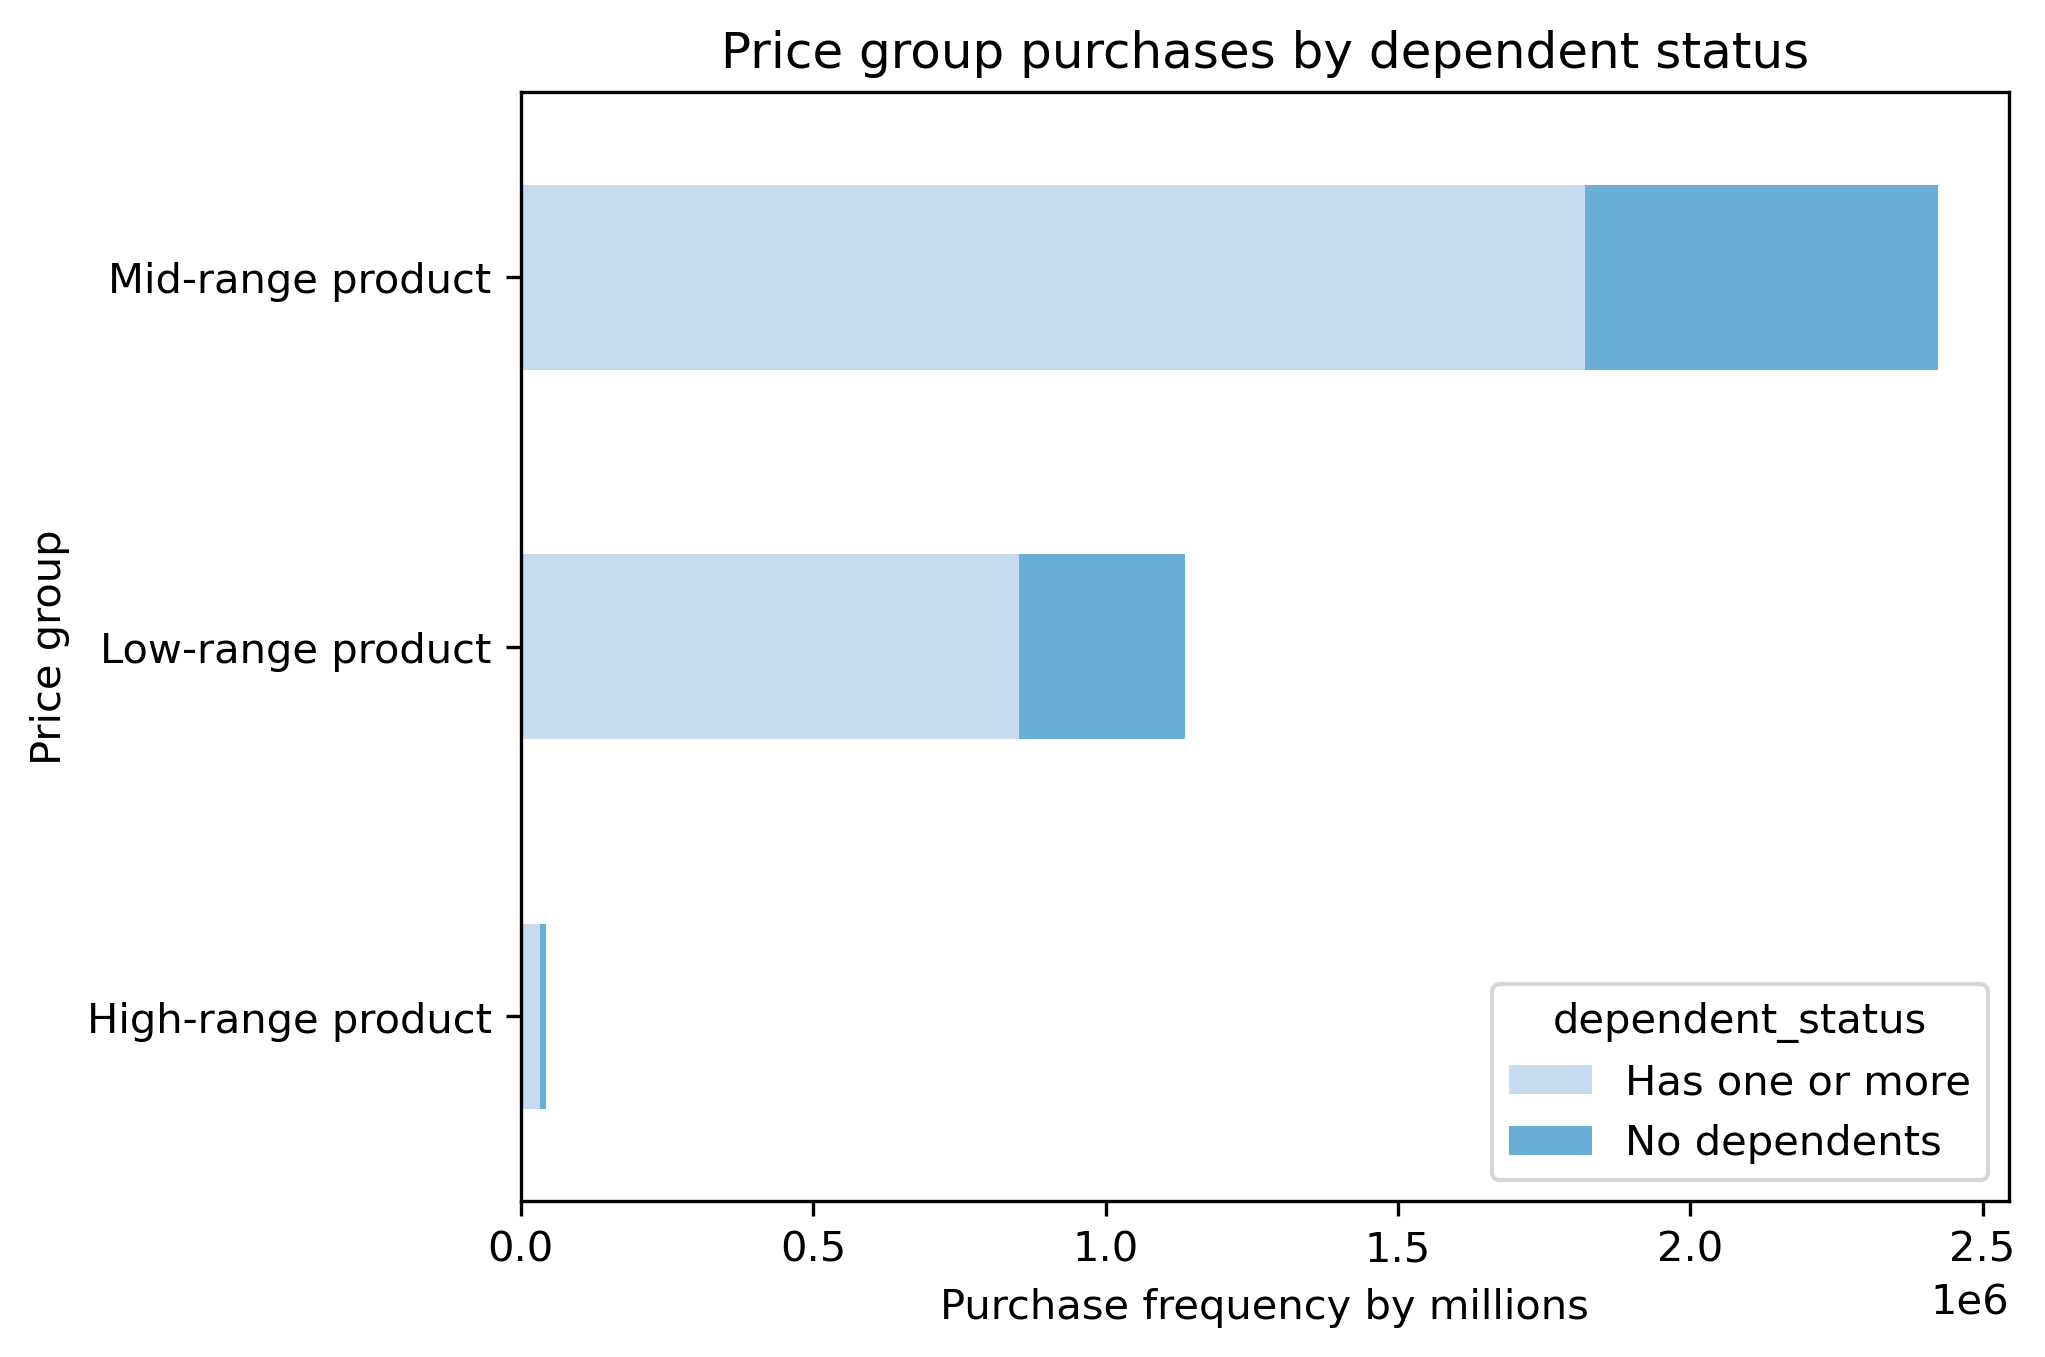 Price group purchases by dependent status
Price group
Mid-range product
Low-range product
High-range product
dependent_status
Has one or more
No dependents
0.0 0.5 1.0 1.5 2.0 2.5
1e6
Purchase frequency by millions